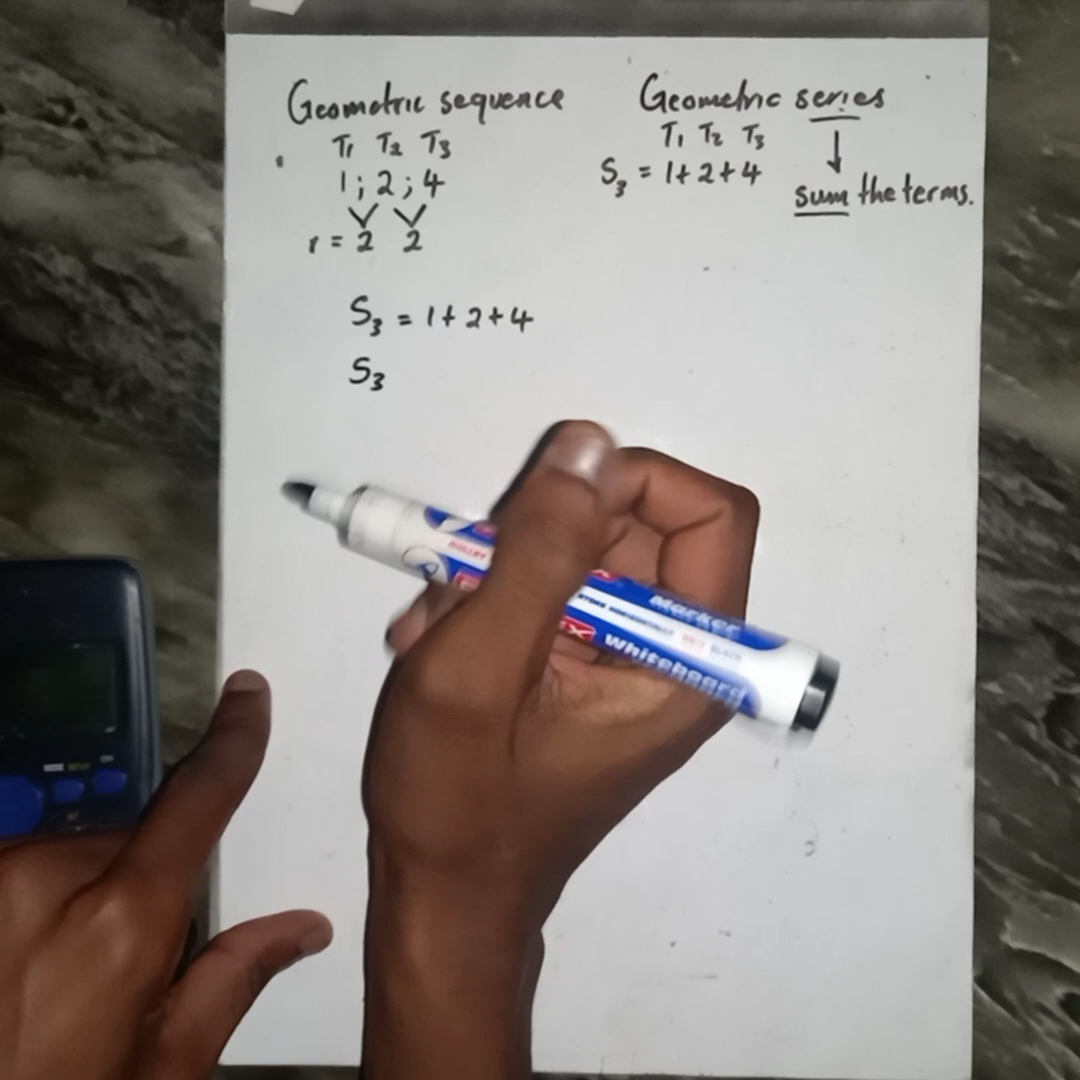 Geometric sequence
T1 T2 T3
1 ; 2 ; 4
r = 2 2
Geometric series
T1 T2 T3
S3 = 1 + 2 + 4
sum the terms.
S3 = 1 + 2 + 4
S3
Marker
Whiteboard